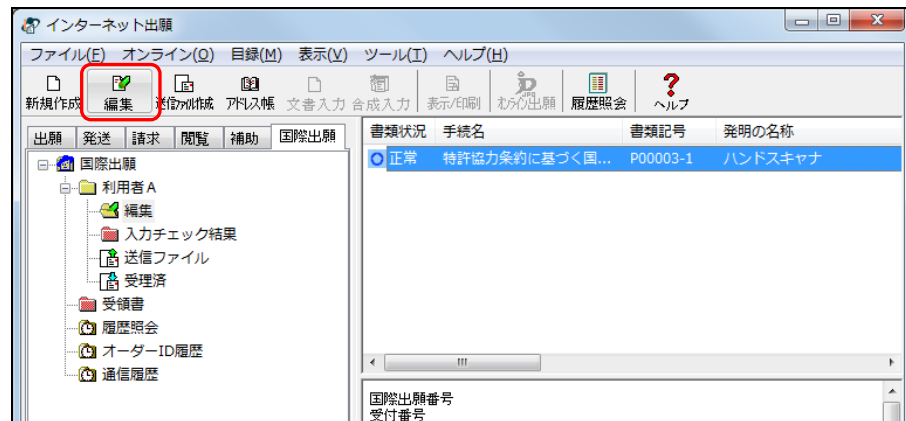 インターネット出願
ファイル(F) オンライン(O) 目録(M) 表示(V) ツール(T) ヘルプ(H)
新規作成 編集 送信ファイル作成 アドレス帳 文書入力 合成入力 表示/印刷 オンライン出願 履歴照会 ヘルプ
出願 発送 請求 閲覧 補助 国際出願
書類状況 手続名 書類記号 発明の名称
正常 特許協力条約に基づく国... P00003-1 ハンドスキャナ
国際出願
利用者A
編集
入力チェック結果
送信ファイル
受理済
受領書
履歴照会
オーダーID履歴
通信履歴
国際出願番号
受付番号